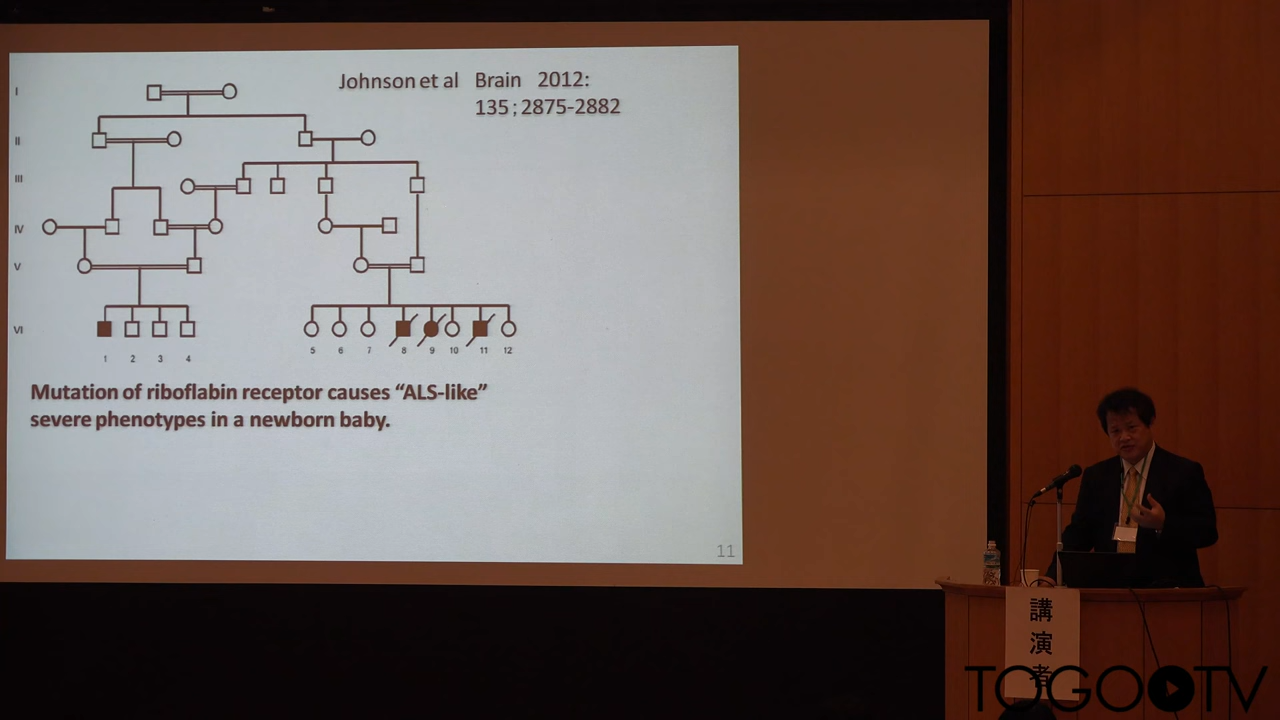 Johnson et al Brain 2012:
135 ; 2875-2882
I
II
III
IV
V
VI
1 2 3 4 5 6 7 8 9 10 11 12
Mutation of riboflabin receptor causes “ALS-like”
severe phenotypes in a newborn baby.
11
講
演
者
TOGOTV